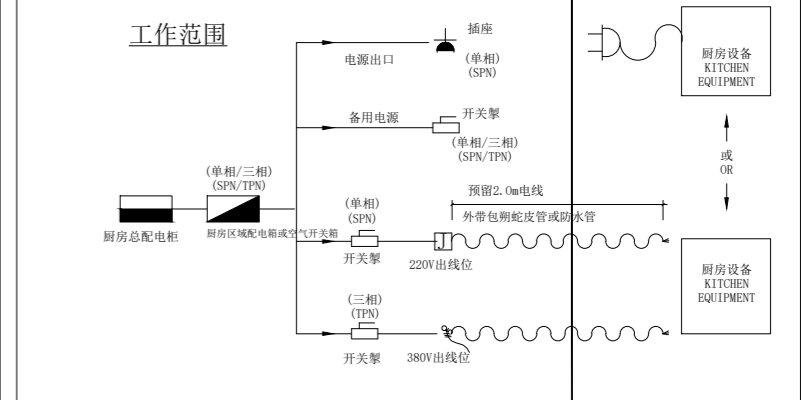 工作范围
插座
电源出口
(单相)
(SPN)
厨房设备
KITCHEN
EQUIPMENT
备用电源
开关掣
(单相/三相)
(SPN/TPN)
或
OR
(单相/三相)
(SPN/TPN)
厨房总配电柜
厨房区域配电箱或空气开关箱
(单相)
(SPN)
开关掣
预留2.0m电线
外带包朔蛇皮管或防水管
J
220V出线位
厨房设备
KITCHEN
EQUIPMENT
(三相)
(TPN)
开关掣
380V出线位